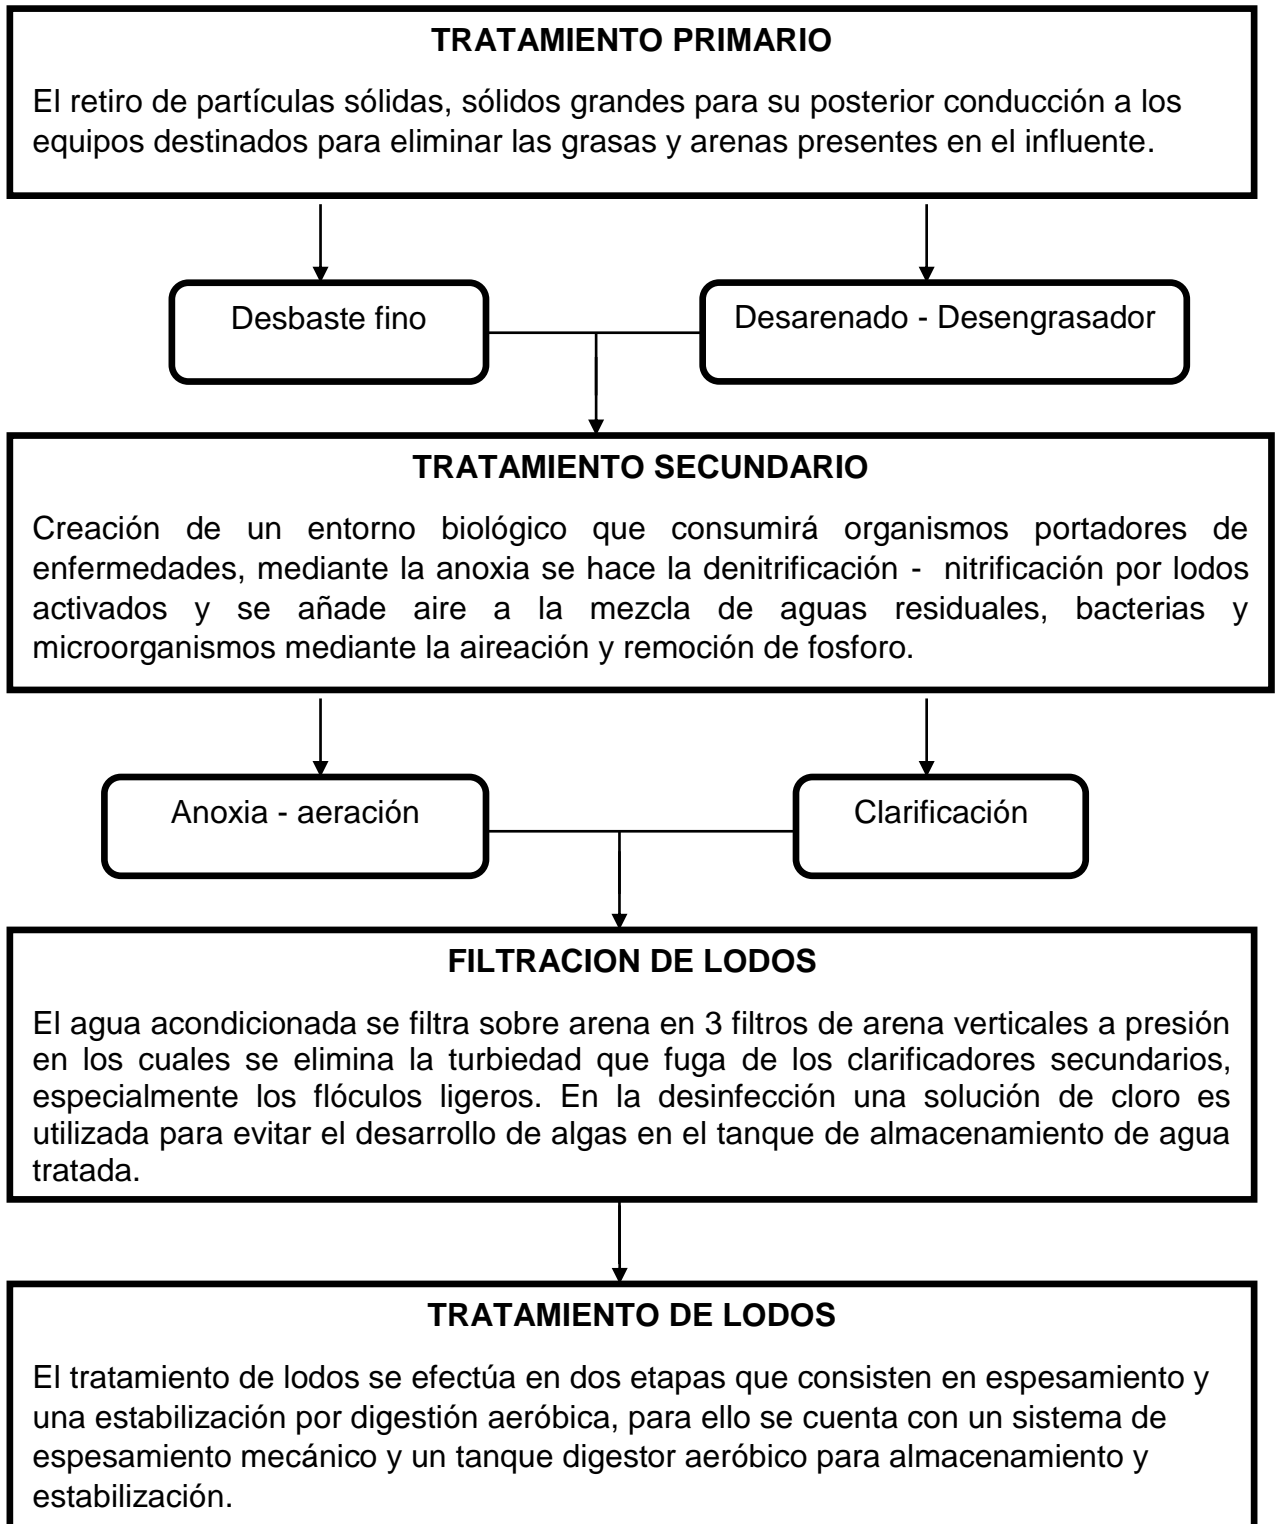 TRATAMIENTO PRIMARIO
El retiro de partículas sólidas, sólidos grandes para su posterior conducción a los
equipos destinados para eliminar las grasas y arenas presentes en el influente.
Desbaste fino
Desarenado - Desengrasador
TRATAMIENTO SECUNDARIO
Creación de un entorno biológico que consumirá organismos portadores de
enfermedades, mediante la anoxia se hace la denitrificación - nitrificación por lodos
activados y se añade aire a la mezcla de aguas residuales, bacterias y
microorganismos mediante la aireación y remoción de fosforo.
Anoxia - aeración
Clarificación
FILTRACION DE LODOS
El agua acondicionada se filtra sobre arena en 3 filtros de arena verticales a presión
en los cuales se elimina la turbiedad que fuga de los clarificadores secundarios,
especialmente los flóculos ligeros. En la desinfección una solución de cloro es
utilizada para evitar el desarrollo de algas en el tanque de almacenamiento de agua
tratada.
TRATAMIENTO DE LODOS
El tratamiento de lodos se efectúa en dos etapas que consisten en espesamiento y
una estabilización por digestión aeróbica, para ello se cuenta con un sistema de
espesamiento mecánico y un tanque digestor aeróbico para almacenamiento y
estabilización.